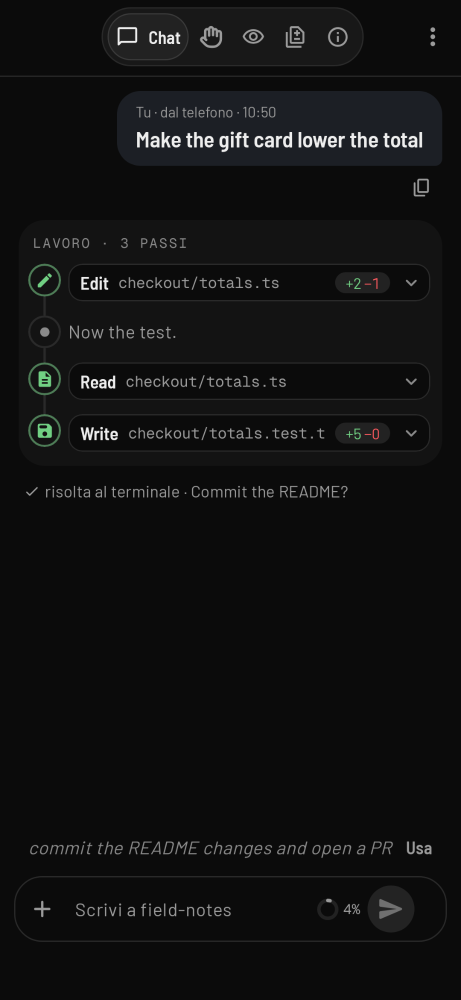 Chat
Tu · dal telefono · 10:50
Make the gift card lower the total
LAVORO · 3 PASSI
Edit checkout/totals.ts +2 −1
Now the test.
Read checkout/totals.ts
Write checkout/totals.test.t +5 −0
✓ risolta al terminale · Commit the README?
commit the README changes and open a PR Usa
Scrivi a field-notes 4%